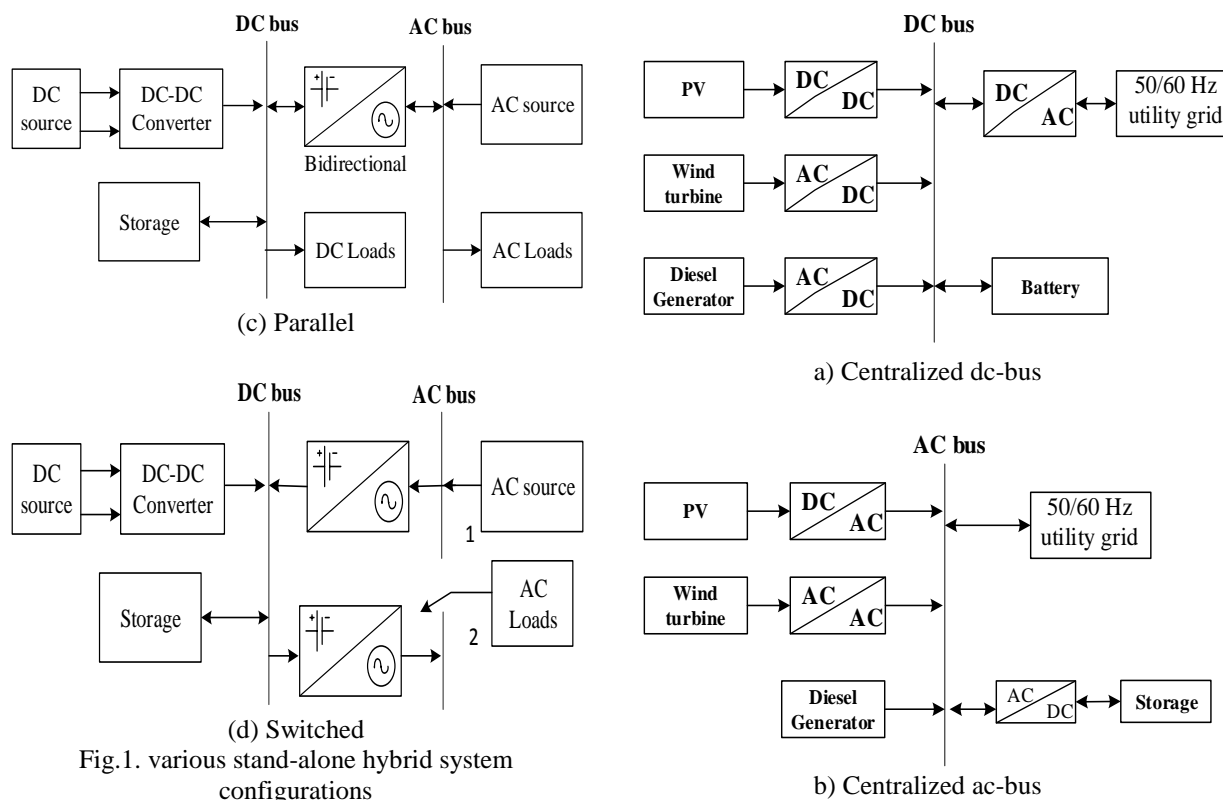 DC bus
AC bus
DC
source
DC-DC
Converter
+ -
Bidirectional
AC source
Storage
DC Loads
AC Loads
(c) Parallel
DC bus
AC bus
DC
source
DC-DC
Converter
+ -
AC source
1
Storage
+ -
2
AC
Loads
(d) Switched
Fig.1. various stand-alone hybrid system
configurations
DC bus
PV
DC
DC
DC
AC
50/60 Hz
utility grid
Wind
turbine
AC
DC
Diesel
Generator
AC
DC
Battery
a) Centralized dc-bus
AC bus
PV
DC
AC
50/60 Hz
utility grid
Wind
turbine
AC
AC
Diesel
Generator
AC
DC
Storage
b) Centralized ac-bus